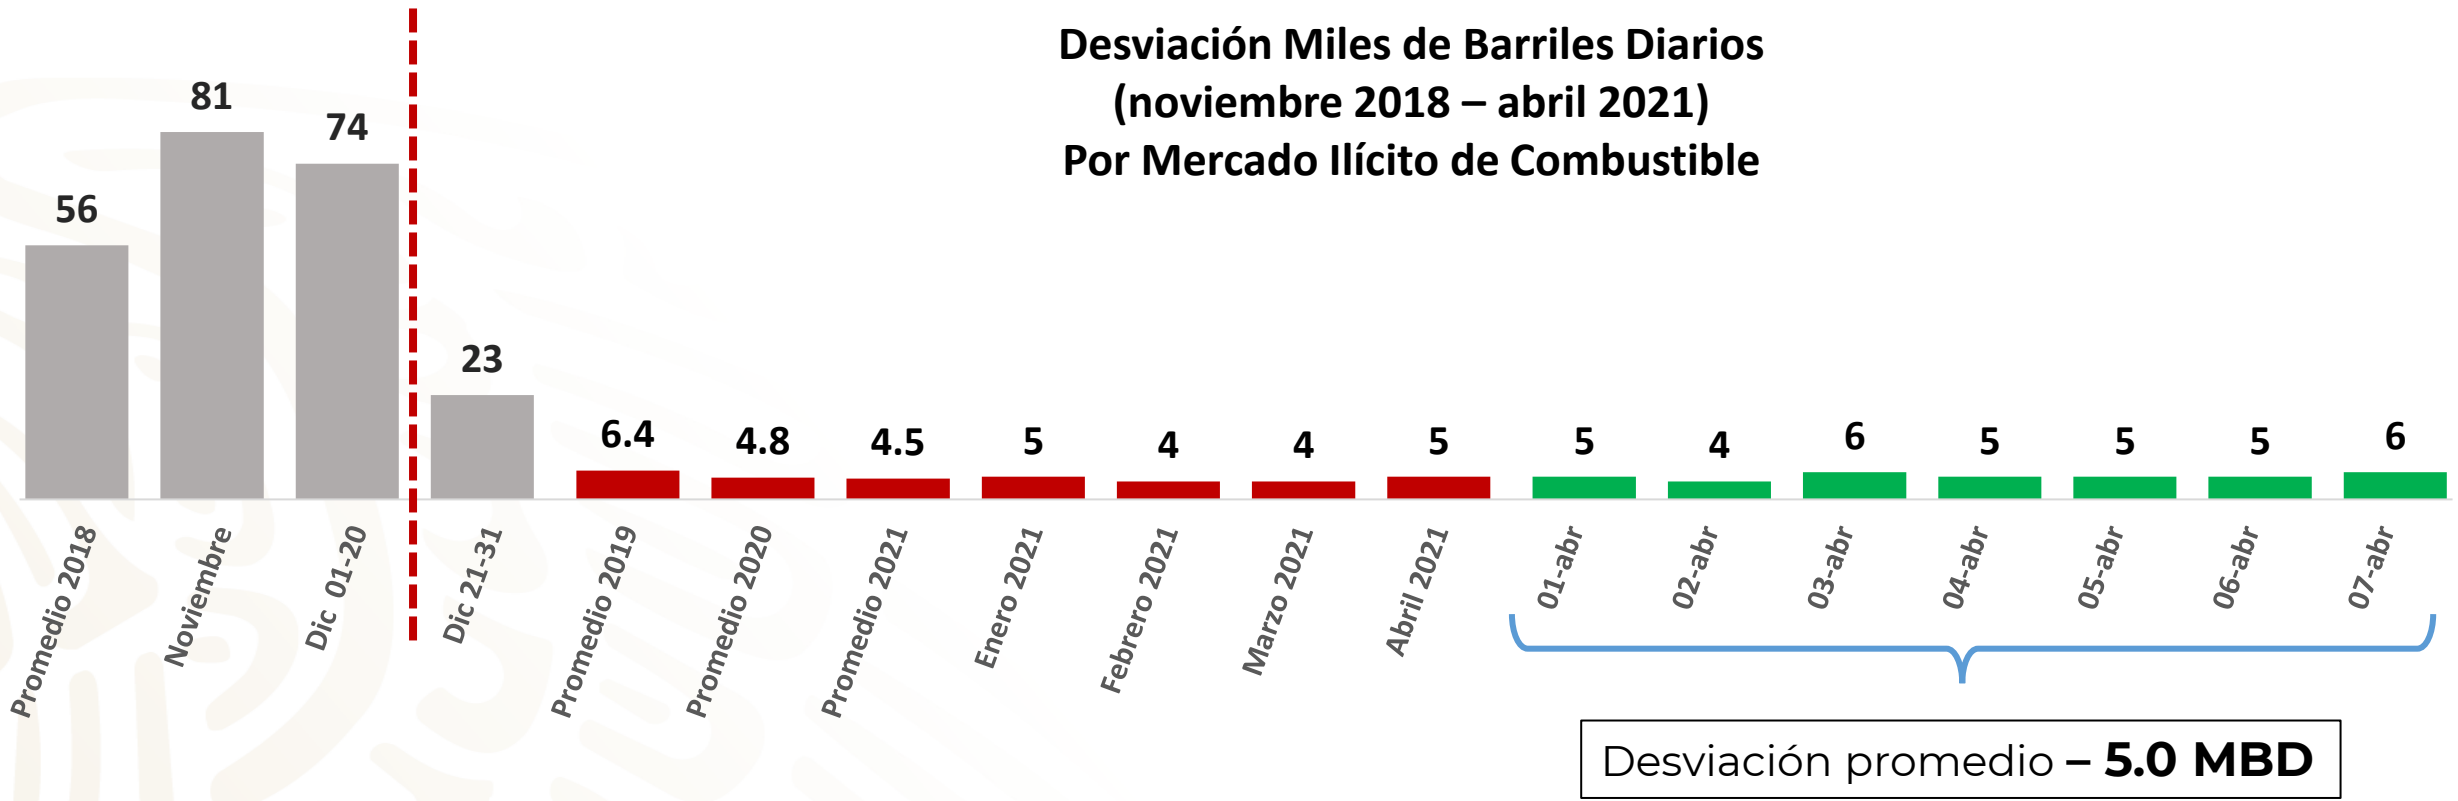 Desviación Miles de Barriles Diarios
(noviembre 2018 – abril 2021)
Por Mercado Ilícito de Combustible
56
81
74
23
6.4
4.8
4.5
5
4
4
5
5
4
6
5
5
5
6
Promedio 2018
Noviembre
Dic 01-20
Dic 21-31
Promedio 2019
Promedio 2020
Promedio 2021
Enero 2021
Febrero 2021
Marzo 2021
Abril 2021
01-abr
02-abr
03-abr
04-abr
05-abr
06-abr
07-abr
Desviación promedio – 5.0 MBD